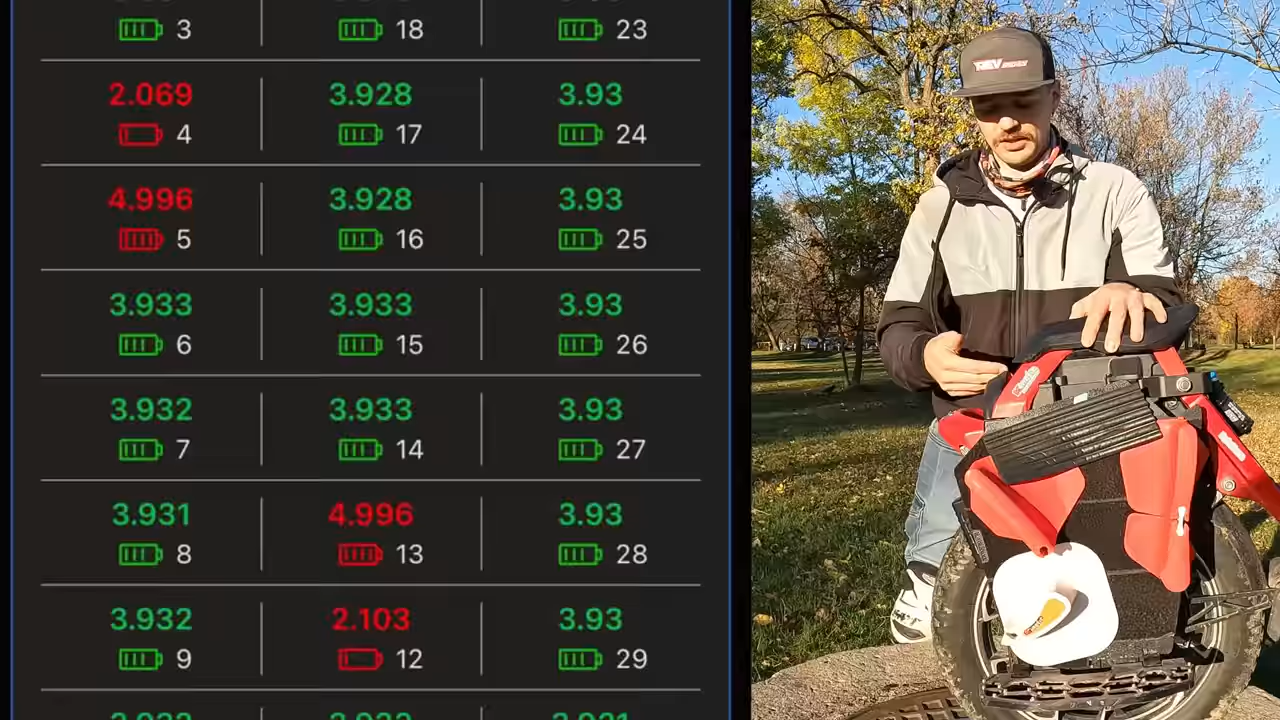 3 18 23
2.069 3.928 3.93
4 17 24
4.996 3.928 3.93
5 16 25
3.933 3.933 3.93
6 15 26
3.932 3.933 3.93
7 14 27
3.931 4.996 3.93
8 13 28
3.932 2.103 3.93
9 12 29